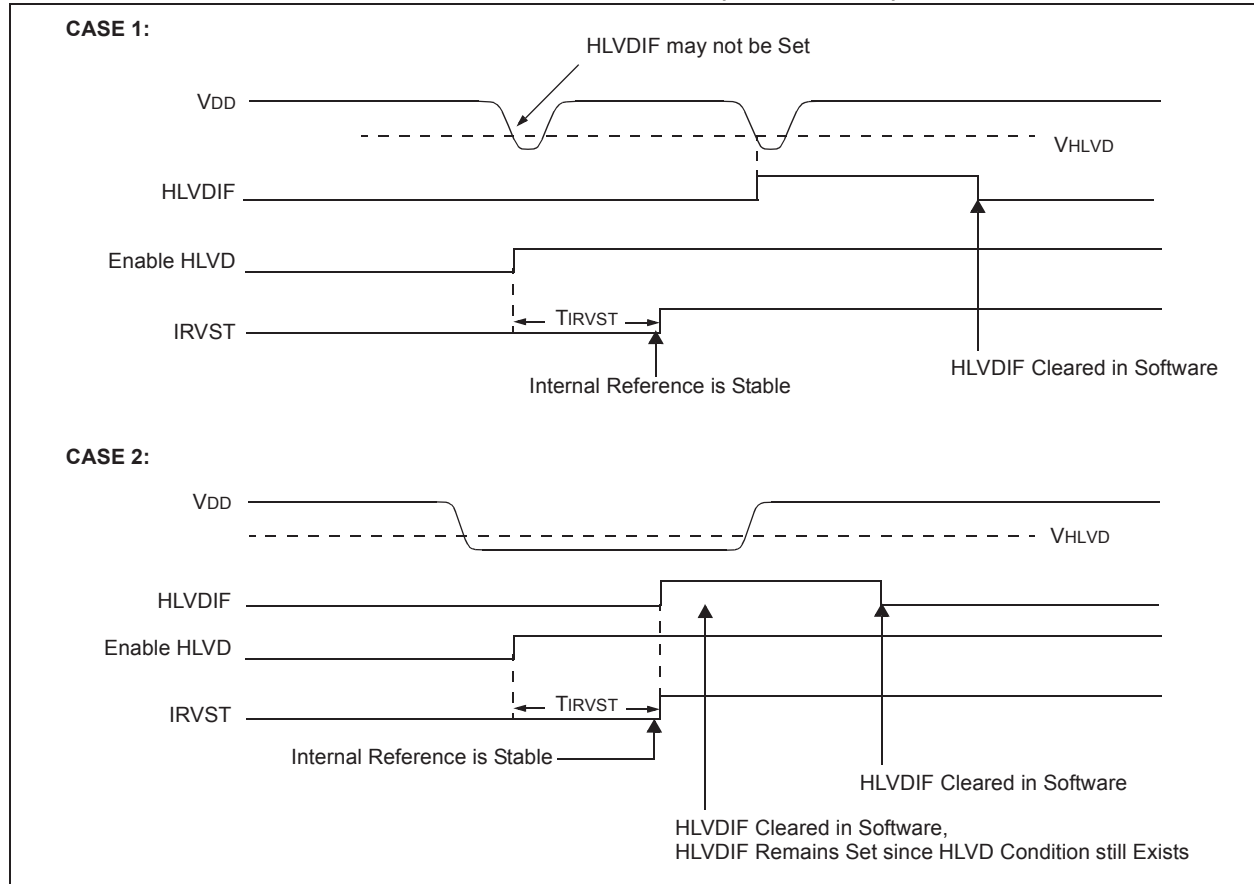 CASE 1:
HLVDIF may not be Set
VDD
VHLVD
HLVDIF
Enable HLVD
TIRVST
IRVST
HLVDIF Cleared in Software
Internal Reference is Stable
CASE 2:
VDD
VHLVD
HLVDIF
Enable HLVD
TIRVST
IRVST
Internal Reference is Stable
HLVDIF Cleared in Software
HLVDIF Cleared in Software,
HLVDIF Remains Set since HLVD Condition still Exists